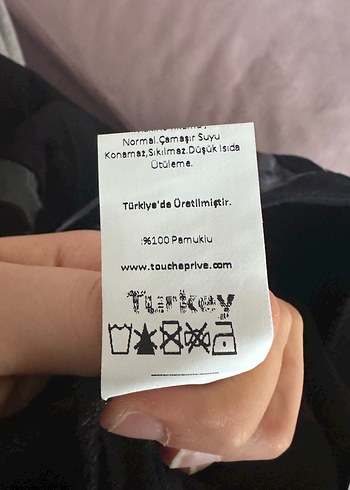 Normal.Çamaşır Suyu
Konamaz,Sıkılmaz.Düşük Isıda
Ütüleme.
Türkiye'de Üretilmiştir.
%100 Pamuklu
www.toucheprive.com
Turkey